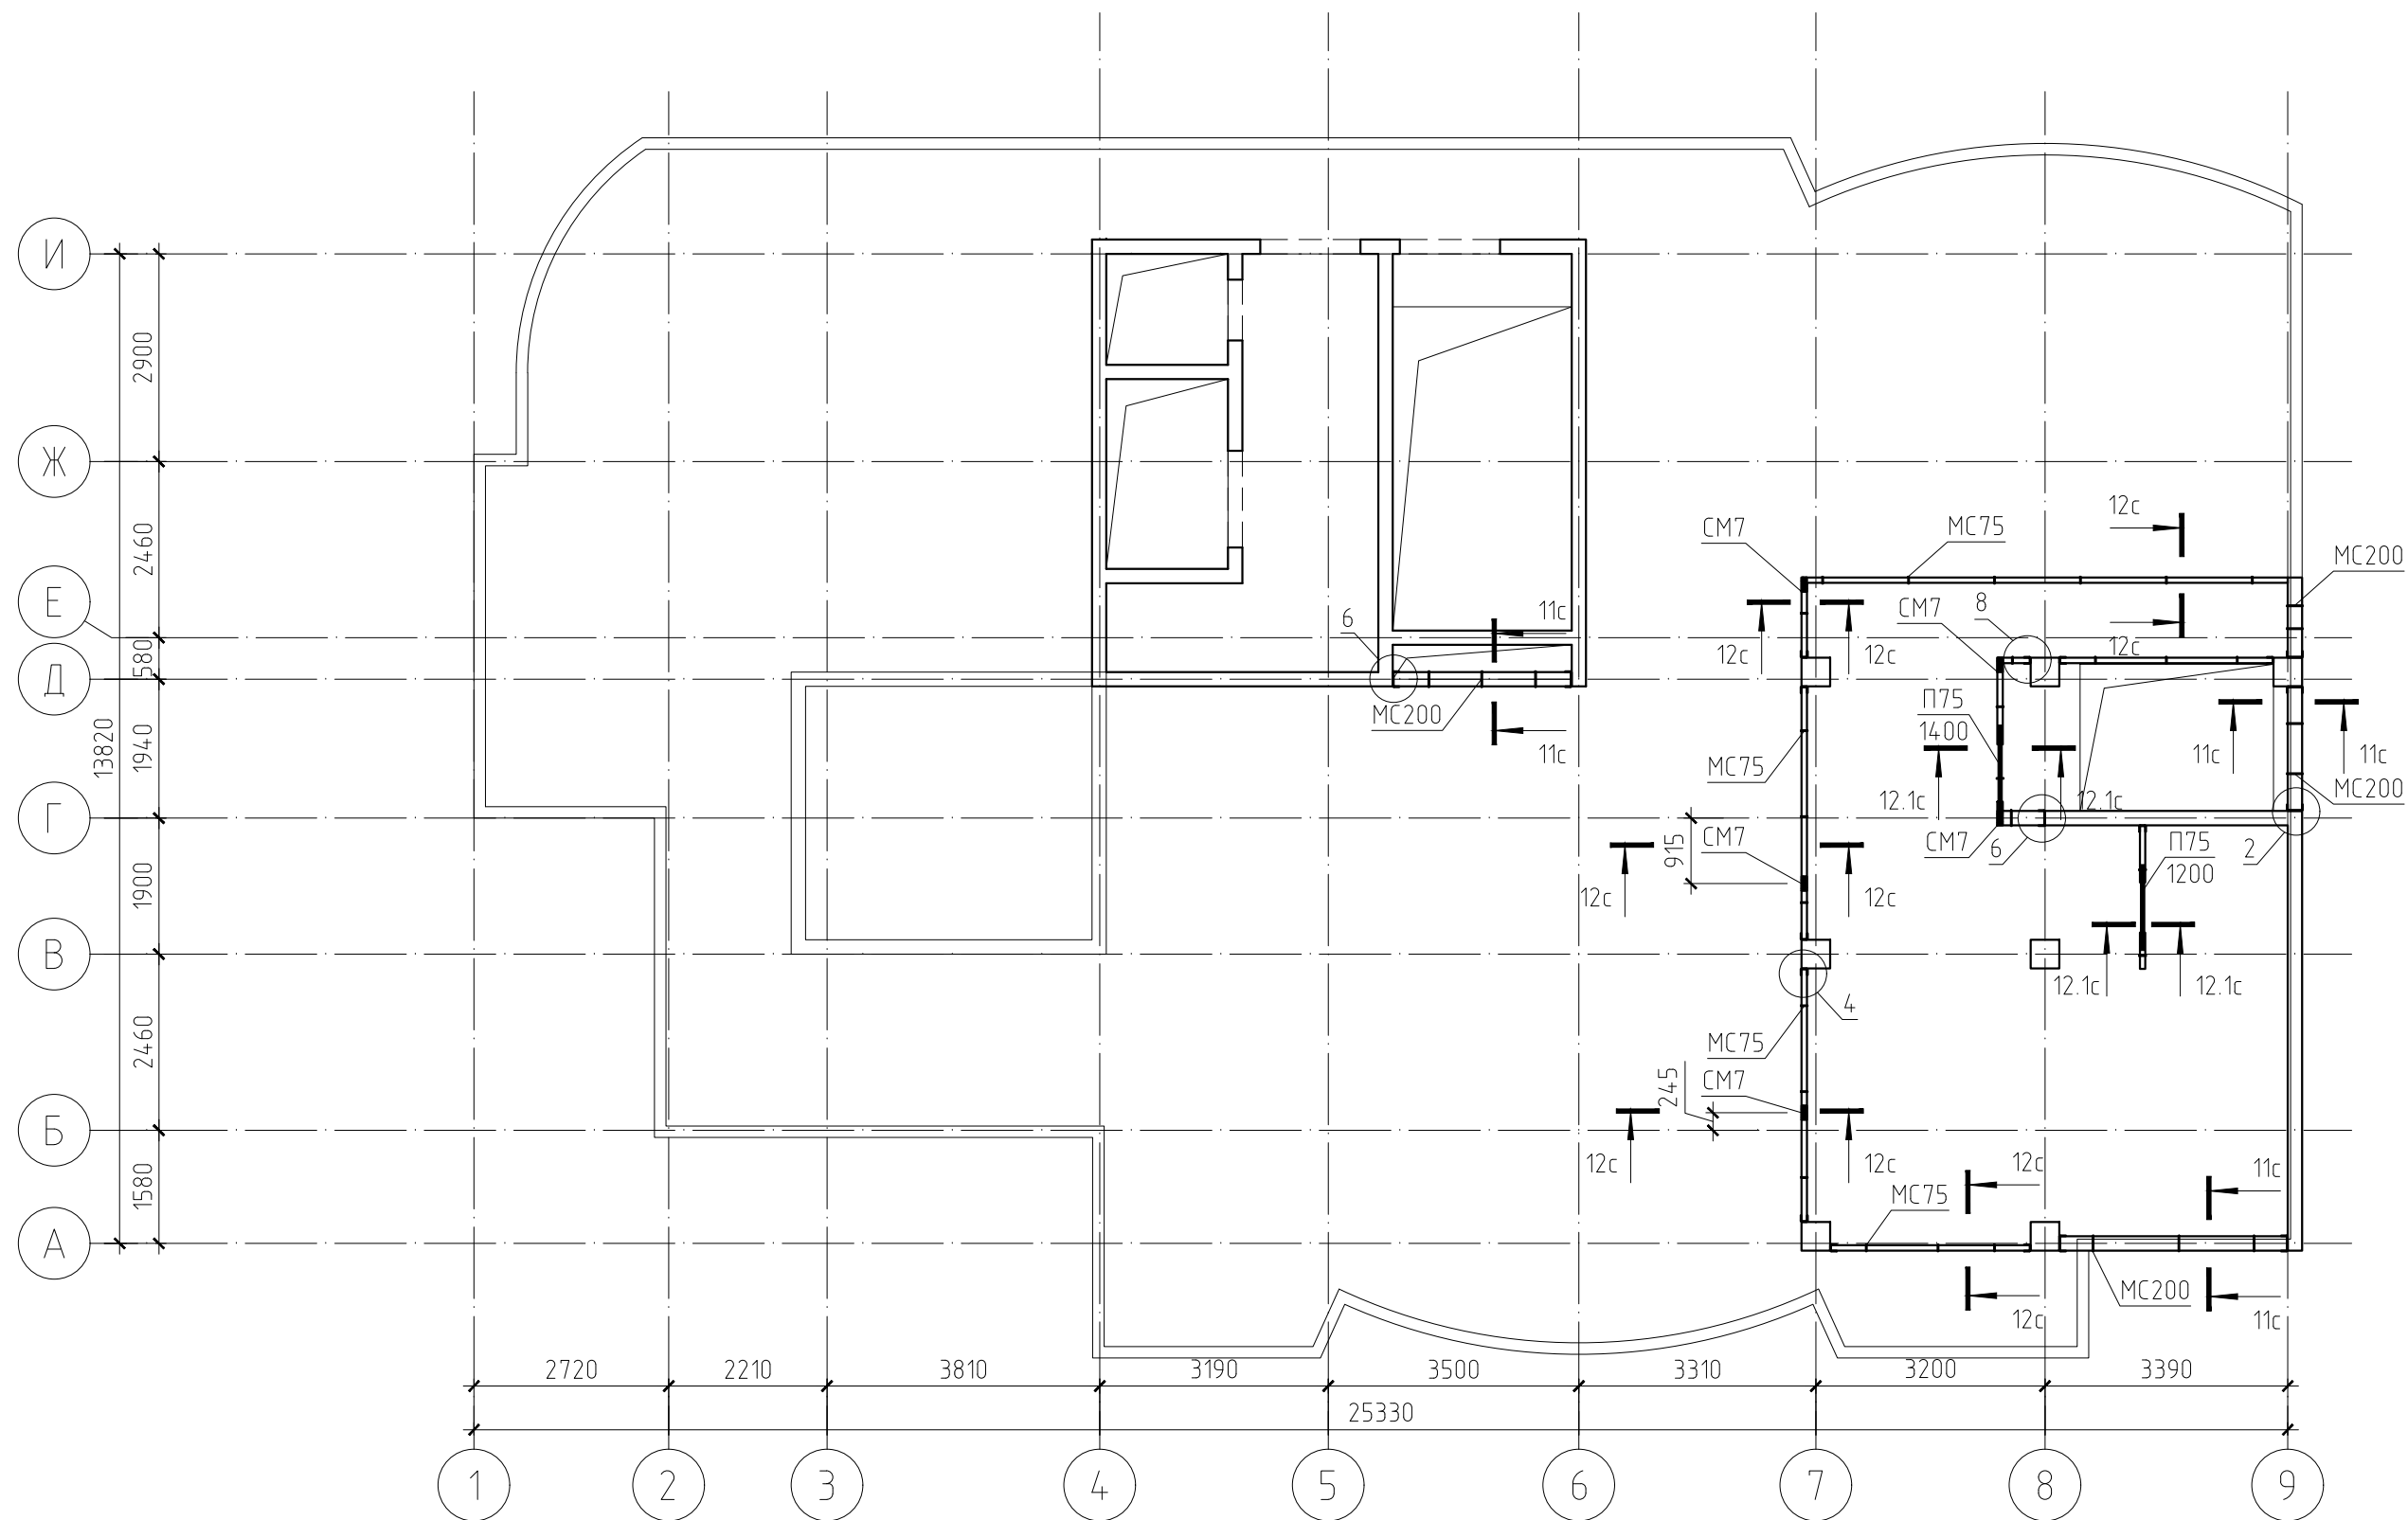 12с
СМ7
МС75
МС200
И
2900
Ж
2460
Е
580
Д
1940
13820
Г
1900
В
2460
Б
1580
А
6
11с
МС200
11с
12с
12с
СМ7
8
12с
П75
1400
11с
11с
МС75
12.1с
12.1с
МС200
915
СМ7
СМ7
6
П75
1200
2
12с
12с
12.1с
12.1с
4
МС75
245
СМ7
12с
12с
12с
11с
МС75
МС200
12с
11с
2720
2210
3810
3190
3500
3310
3200
3390
25330
1
2
3
4
5
6
7
8
9